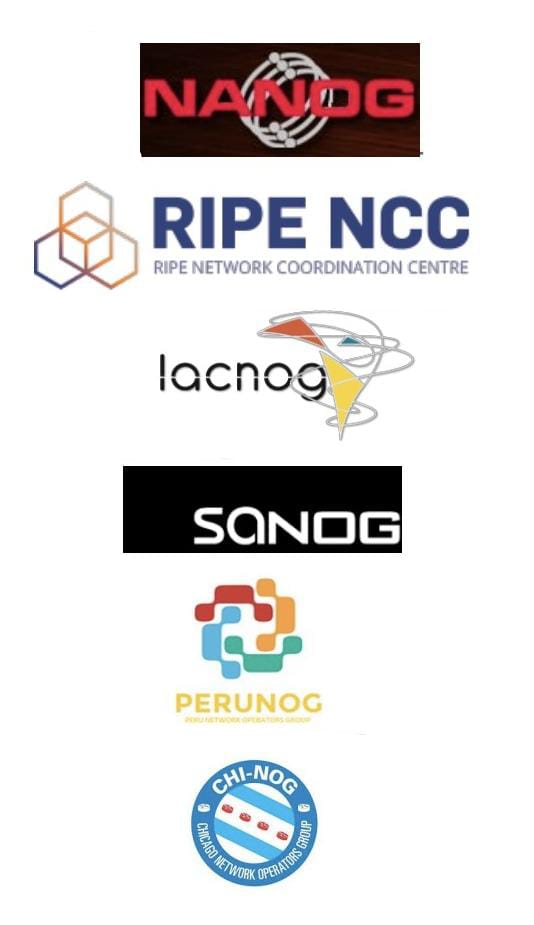 NANOG
RIPE NCC
RIPE NETWORK COORDINATION CENTRE
lacnog
SANOG
PERUNOG
PERU NETWORK OPERATORS GROUP
CHI-NOG
CHICAGO NETWORK OPERATORS GROUP